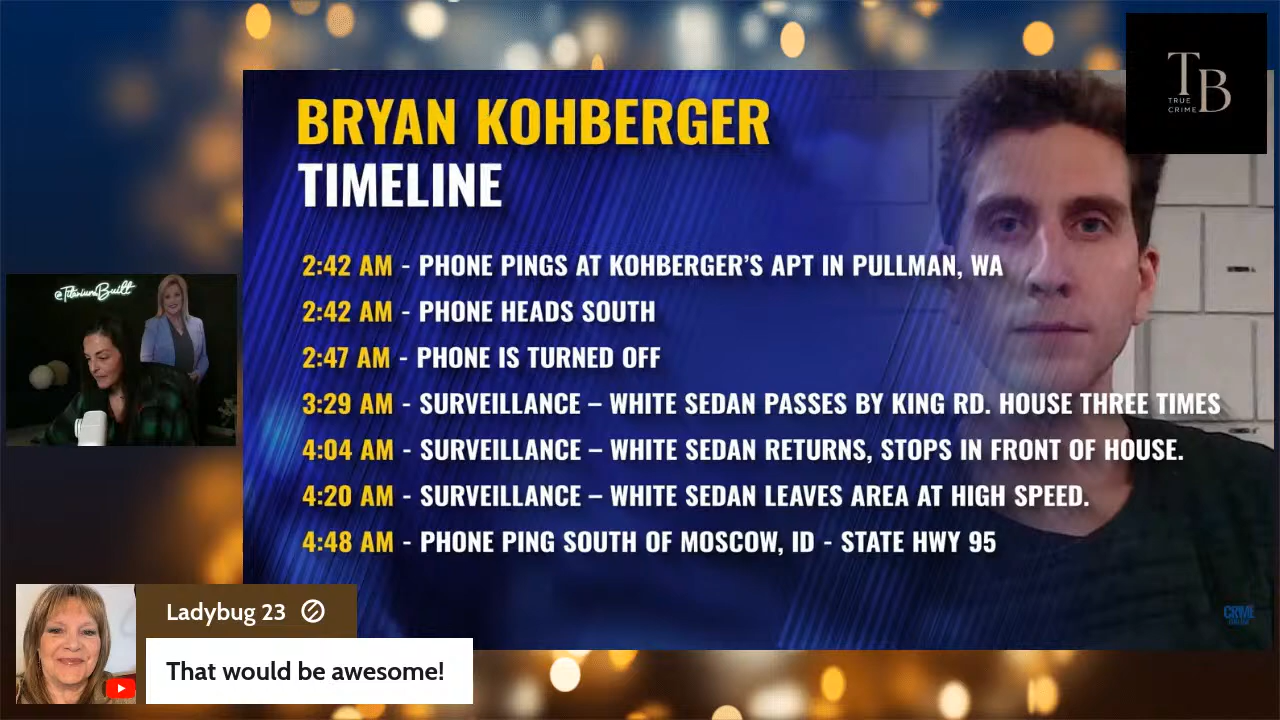 TB
TRUE
CRIME
BRYAN KOHBERGER
TIMELINE
2:42 AM - PHONE PINGS AT KOHBERGER'S APT IN PULLMAN, WA
2:42 AM - PHONE HEADS SOUTH
2:47 AM - PHONE IS TURNED OFF
3:29 AM - SURVEILLANCE – WHITE SEDAN PASSES BY KING RD. HOUSE THREE TIMES
4:04 AM - SURVEILLANCE – WHITE SEDAN RETURNS, STOPS IN FRONT OF HOUSE.
4:20 AM - SURVEILLANCE – WHITE SEDAN LEAVES AREA AT HIGH SPEED.
4:48 AM - PHONE PING SOUTH OF MOSCOW, ID - STATE HWY 95
@TitaniumBuilt
CRIME
Ladybug 23
That would be awesome!